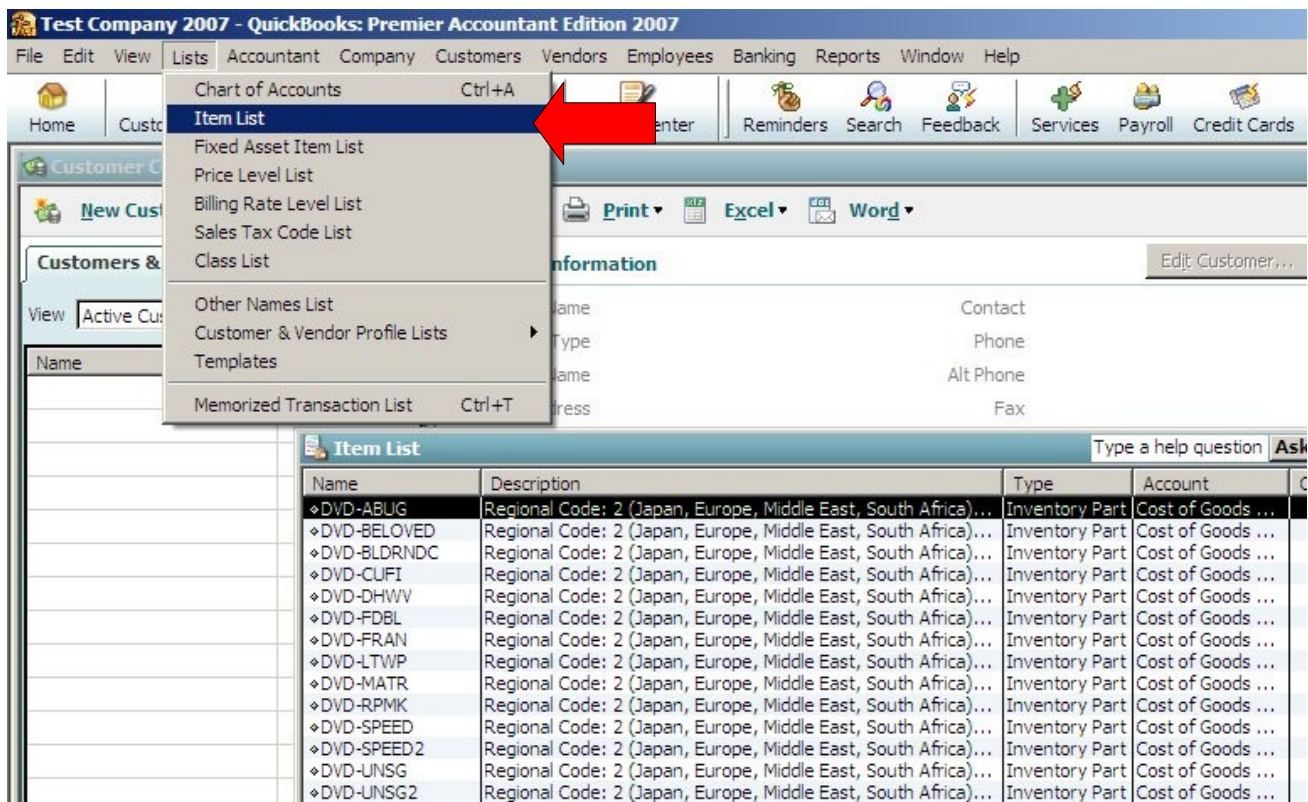 Test Company 2007 - QuickBooks: Premier Accountant Edition 2007
File Edit View Lists Accountant Company Customers Vendors Employees Banking Reports Window Help
Home Custo enter Reminders Search Feedback Services Payroll Credit Cards
Chart of Accounts Ctrl+A
Item List
Fixed Asset Item List
Price Level List
Billing Rate Level List
Sales Tax Code List
Class List
Other Names List
Customer & Vendor Profile Lists
Templates
Memorized Transaction List Ctrl+T
Customer C
New Cust Print Excel Word
Customers & nformation Edit Customer...
View Active Cus
Name
Name Contact
Type Phone
Name Alt Phone
dress Fax
Item List Type a help question Ask
Name Description Type Account
DVD-ABUG Regional Code: 2 (Japan, Europe, Middle East, South Africa)... Inventory Part Cost of Goods ...
DVD-BELOVED Regional Code: 2 (Japan, Europe, Middle East, South Africa)... Inventory Part Cost of Goods ...
DVD-BLDRNDC Regional Code: 2 (Japan, Europe, Middle East, South Africa)... Inventory Part Cost of Goods ...
DVD-CUFI Regional Code: 2 (Japan, Europe, Middle East, South Africa)... Inventory Part Cost of Goods ...
DVD-DHWV Regional Code: 2 (Japan, Europe, Middle East, South Africa)... Inventory Part Cost of Goods ...
DVD-FDBL Regional Code: 2 (Japan, Europe, Middle East, South Africa)... Inventory Part Cost of Goods ...
DVD-FRAN Regional Code: 2 (Japan, Europe, Middle East, South Africa)... Inventory Part Cost of Goods ...
DVD-LTWP Regional Code: 2 (Japan, Europe, Middle East, South Africa)... Inventory Part Cost of Goods ...
DVD-MATR Regional Code: 2 (Japan, Europe, Middle East, South Africa)... Inventory Part Cost of Goods ...
DVD-RPMK Regional Code: 2 (Japan, Europe, Middle East, South Africa)... Inventory Part Cost of Goods ...
DVD-SPEED Regional Code: 2 (Japan, Europe, Middle East, South Africa)... Inventory Part Cost of Goods ...
DVD-SPEED2 Regional Code: 2 (Japan, Europe, Middle East, South Africa)... Inventory Part Cost of Goods ...
DVD-UNSG Regional Code: 2 (Japan, Europe, Middle East, South Africa)... Inventory Part Cost of Goods ...
DVD-UNSG2 Regional Code: 2 (Japan, Europe, Middle East, South Africa)... Inventory Part Cost of Goods ...